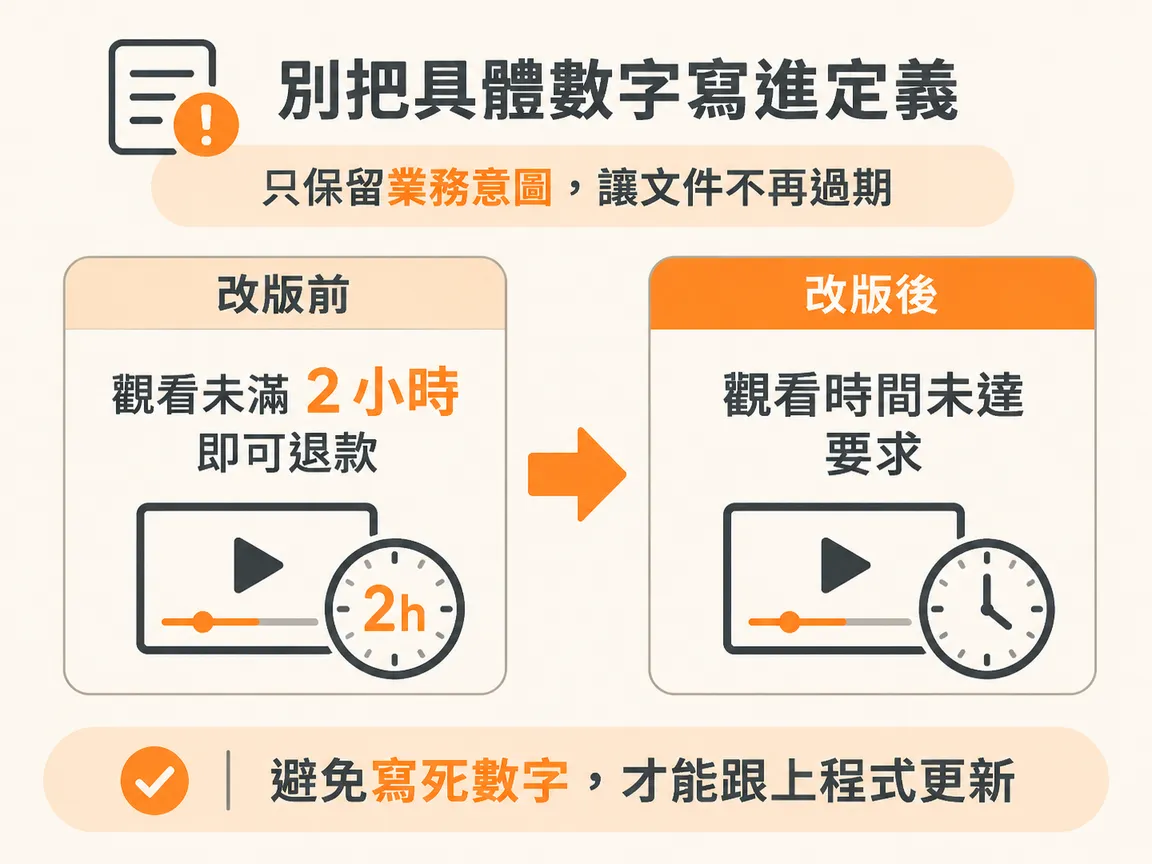 別把具體數字寫進定義
只保留業務意圖，讓文件不再過期
改版前
觀看未滿 2 小時
即可退款
2h
改版後
觀看時間未達
要求
避免寫死數字，才能跟上程式更新